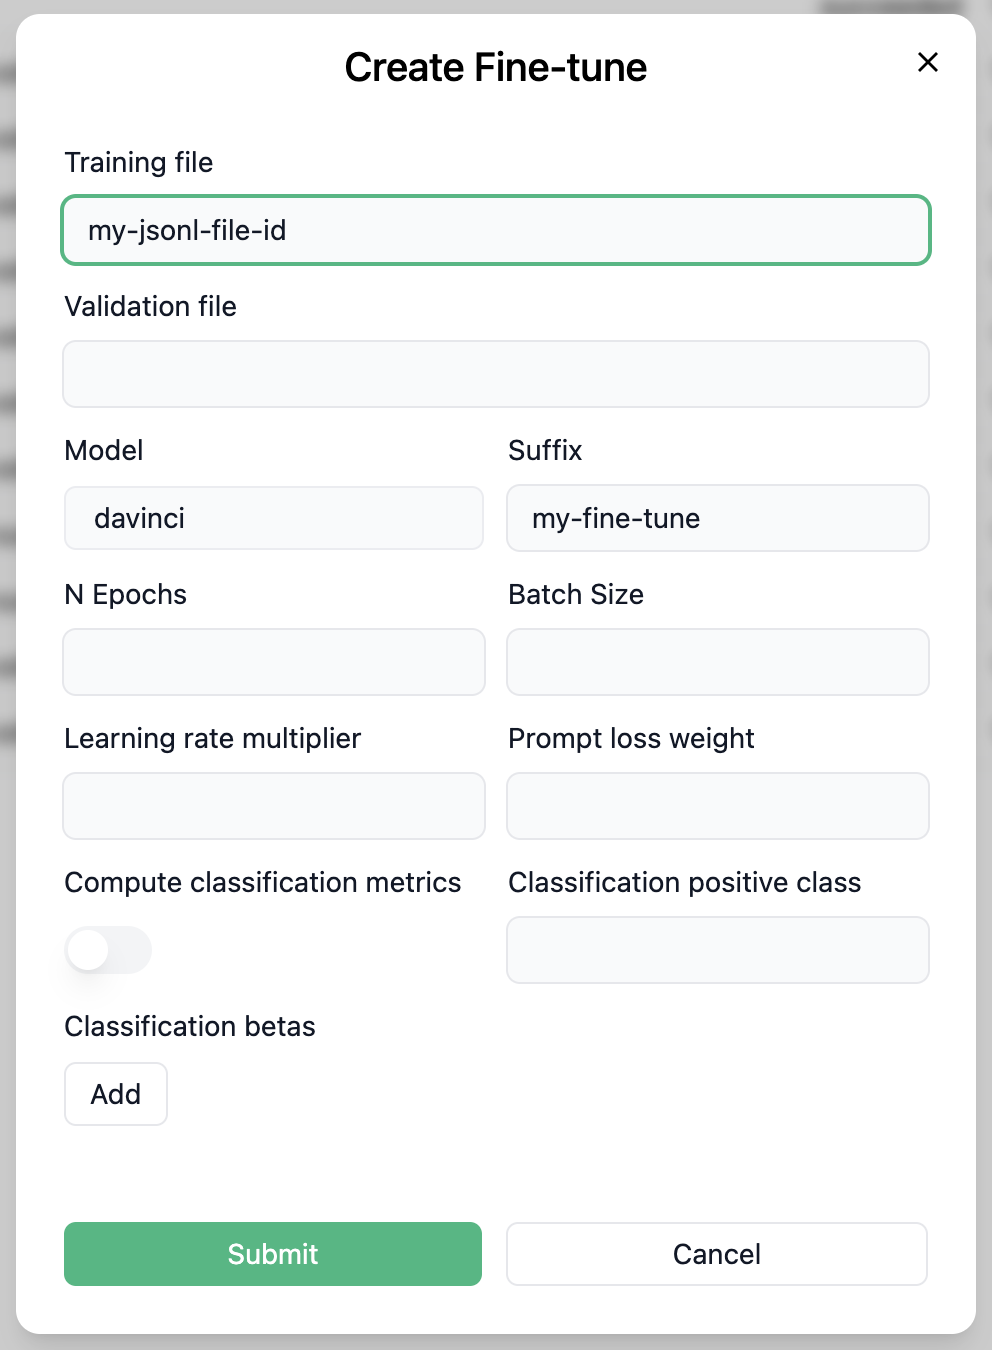 Create Fine-tune
Training file
my-jsonl-file-id
Validation file
Model
Suffix
davinci
my-fine-tune
N Epochs
Batch Size
Learning rate multiplier
Prompt loss weight
Compute classification metrics
Classification positive class
Classification betas
Add
Submit
Cancel